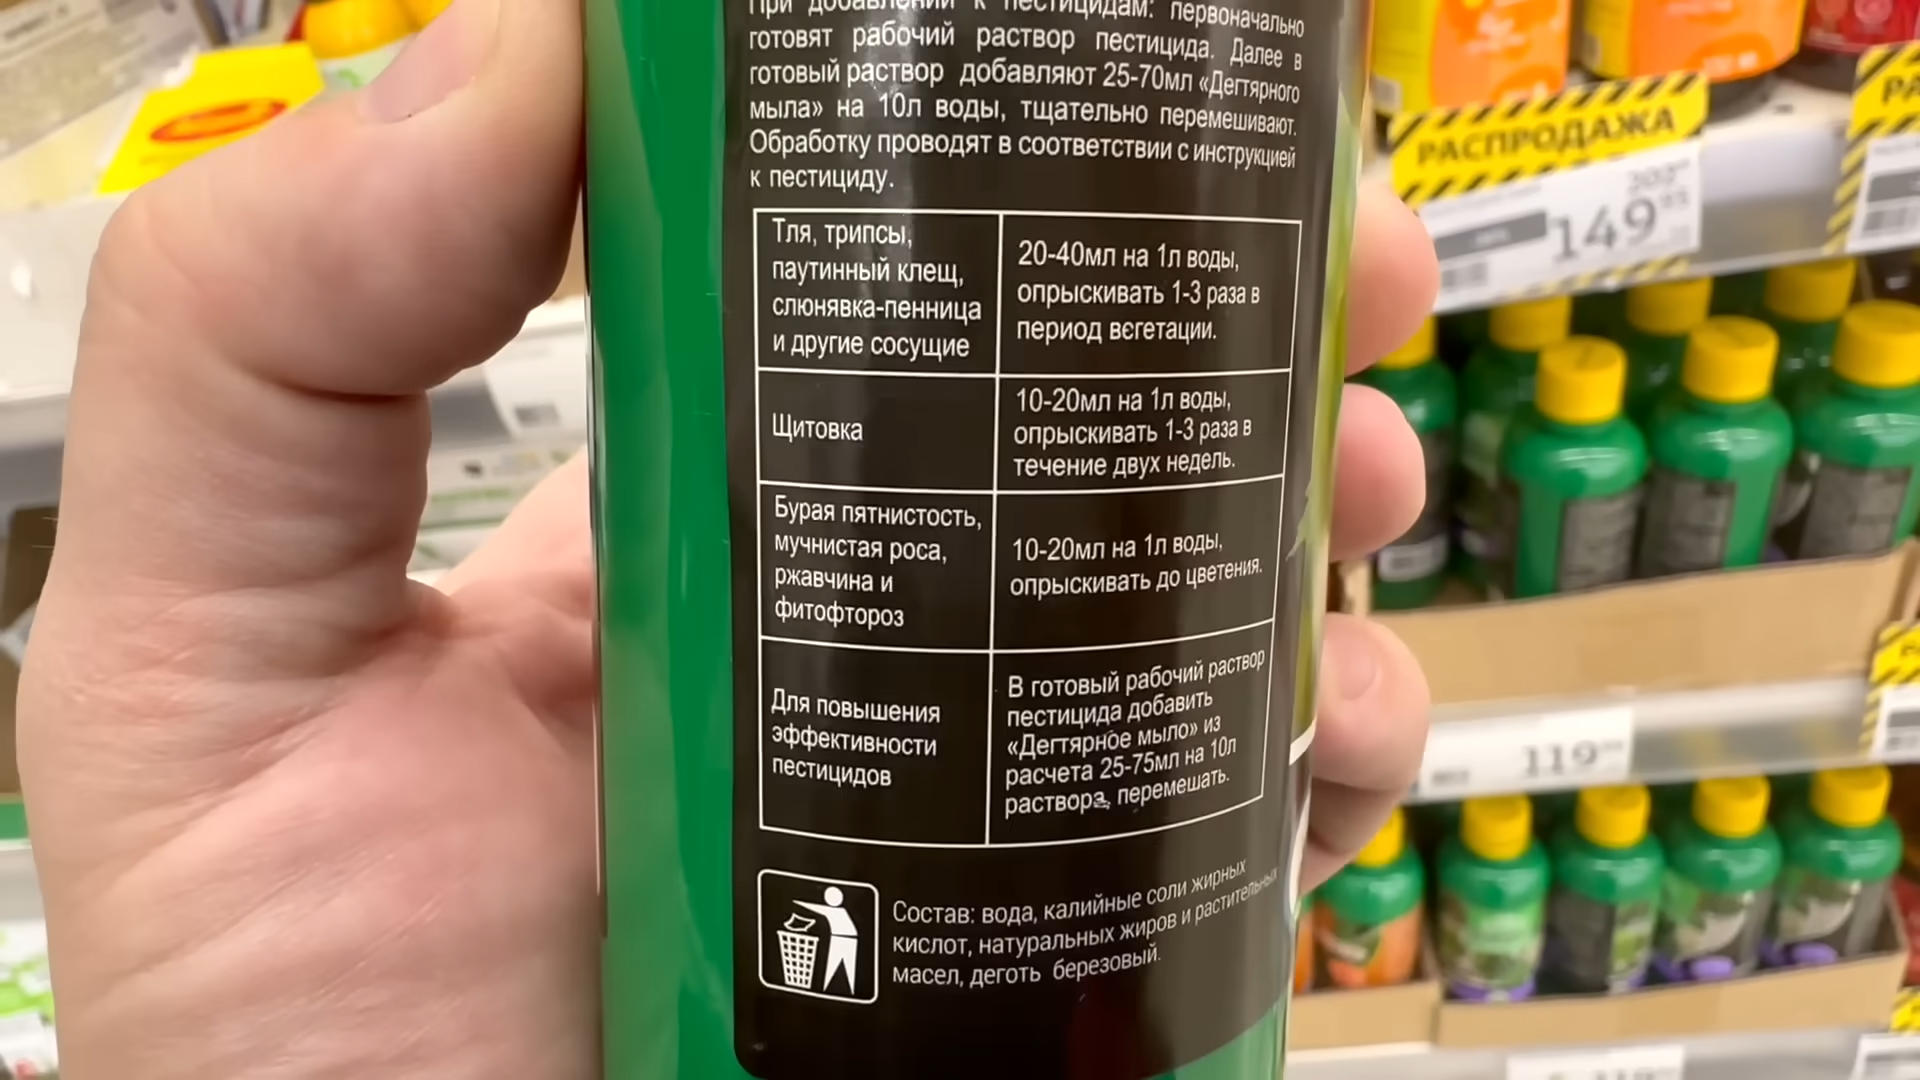 При добавлении к пестицидам: первоначально
готовят рабочий раствор пестицида. Далее в
готовый раствор добавляют 25-70мл «Дегтярного
мыла» на 10л воды, тщательно перемешивают.
Обработку проводят в соответствии с инструкцией
к пестициду.
Тля, трипсы,
паутинный клещ,
слюнявка-пенница
и другие сосущие
20-40мл на 1л воды,
опрыскивать 1-3 раза в
период вегетации.
Щитовка
10-20мл на 1л воды,
опрыскивать 1-3 раза в
течение двух недель.
Бурая пятнистость,
мучнистая роса,
ржавчина и
фитофтороз
10-20мл на 1л воды,
опрыскивать до цветения.
Для повышения
эффективности
пестицидов
В готовый рабочий раствор
пестицида добавить
«Дегтярное мыло» из
расчета 25-75мл на 10л
раствора, перемешать.
Состав: вода, калийные соли жирных
кислот, натуральных жиров и растительных
масел, деготь березовый.
РАСПРОДАЖА
149
119